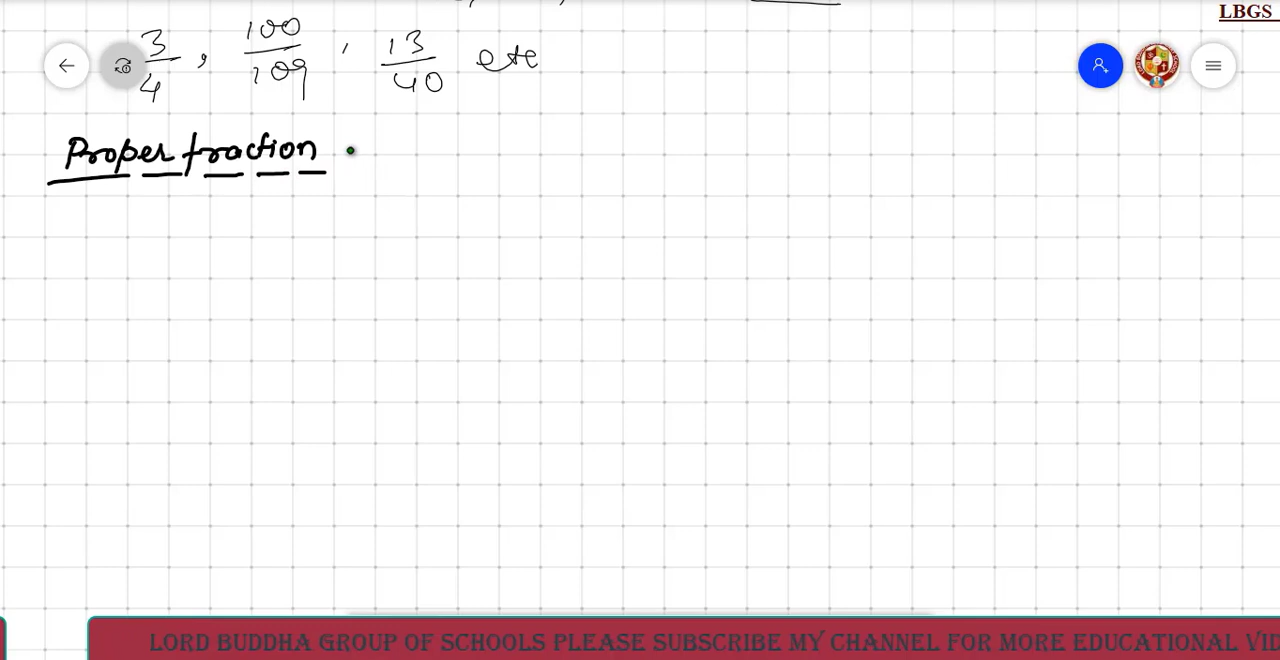 LBGS
3/4 , 100/109 , 13/40 etc
Proper fraction
LORD BUDDHA GROUP OF SCHOOLS PLEASE SUBSCRIBE MY CHANNEL FOR MORE EDUCATIONAL VID